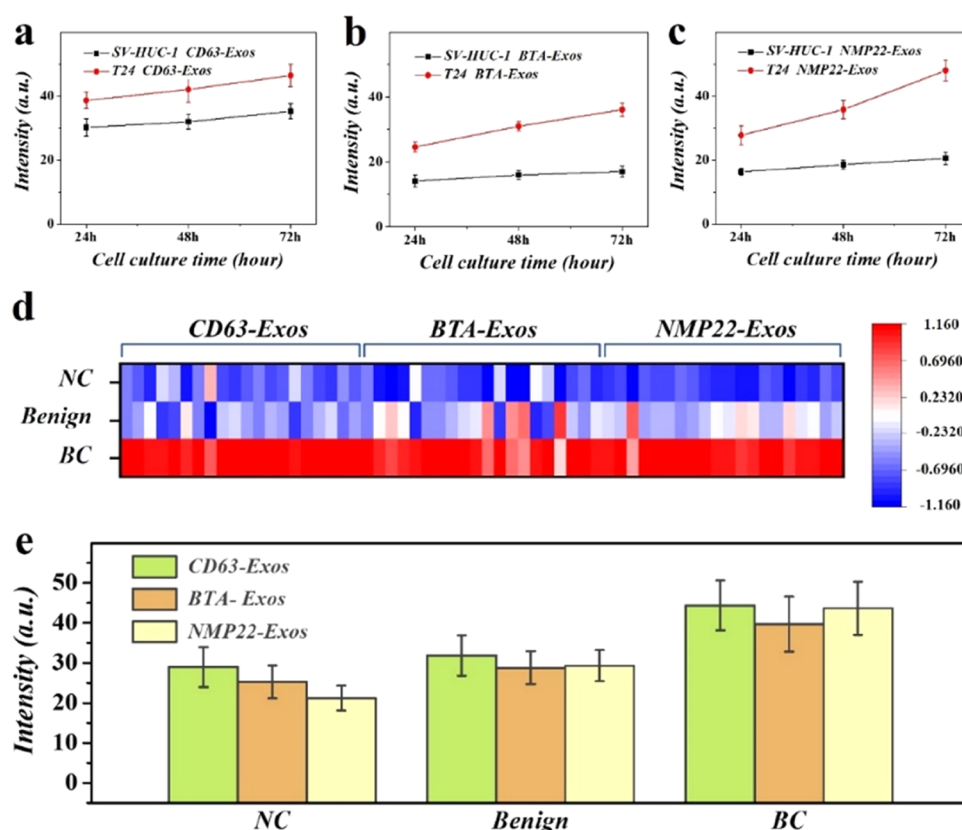 a
SV-HUC-1 CD63-Exos
T24 CD63-Exos
Intensity (a.u.)
40
20
0
24h 48h 72h
Cell culture time (hour)
b
SV-HUC-1 BTA-Exos
T24 BTA-Exos
Intensity (a.u.)
40
20
0
24h 48h 72h
Cell culture time (hour)
c
SV-HUC-1 NMP22-Exos
T24 NMP22-Exos
Intensity (a.u.)
40
20
0
24h 48h 72h
Cell culture time (hour)
d
CD63-Exos BTA-Exos NMP22-Exos
NC
Benign
BC
1.160
0.6960
0.2320
-0.2320
-0.6960
-1.160
e
CD63-Exos
BTA- Exos
NMP22-Exos
Intensity (a.u.)
50
40
30
20
10
0
NC Benign BC